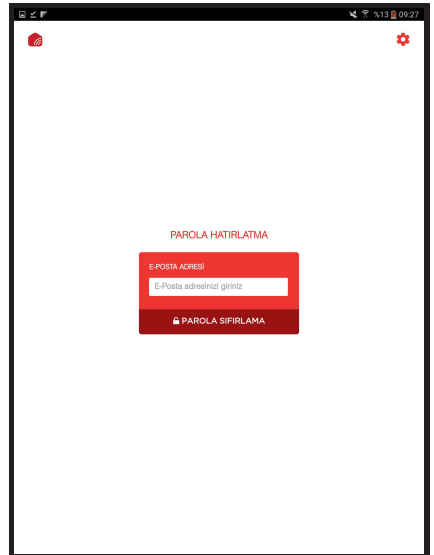 %13 09:27
PAROLA HATIRLATMA
E-POSTA ADRESİ
E-Posta adresinizi giriniz
PAROLA SIFIRLAMA